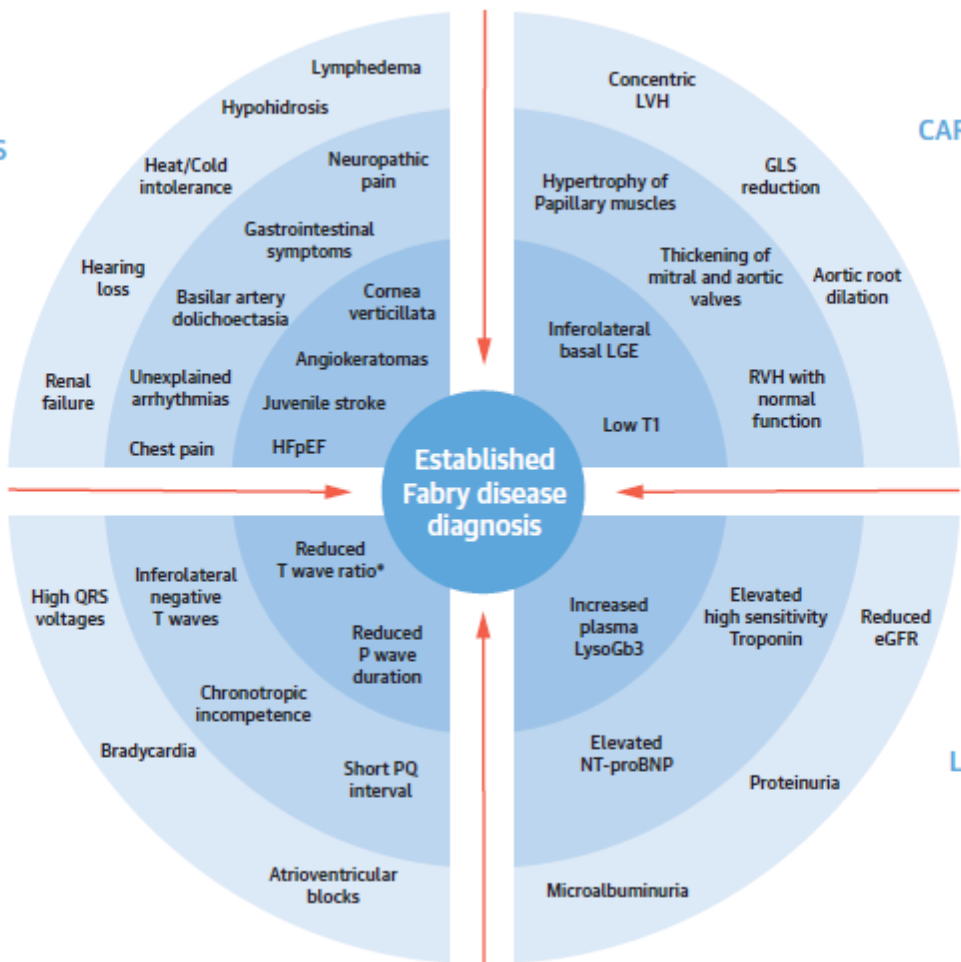 Lymphedema
Hypohidrosis
Heat/Cold
intolerance
Neuropathic
pain
Gastrointestinal
symptoms
Hearing
loss
Basilar artery
dolichoectasia
Cornea
verticillata
Angiokeratomas
Renal
failure
Unexplained
arrhythmias
Juvenile stroke
Chest pain
HFpEF
S
Concentric
LVH
CAR
GLS
reduction
Hypertrophy of
Papillary muscles
Thickening of
mitral and aortic
valves
Aortic root
dilation
Inferolateral
basal LGE
RVH with
normal
function
Low T1
Established
Fabry disease
diagnosis
Reduced
T wave ratio*
Inferolateral
negative
T waves
High QRS
voltages
Reduced
P wave
duration
Chronotropic
incompetence
Bradycardia
Short PQ
interval
Atrioventricular
blocks
Increased
plasma
LysoGb3
Elevated
high sensitivity
Troponin
Reduced
eGFR
Elevated
NT-proBNP
L
Proteinuria
Microalbuminuria